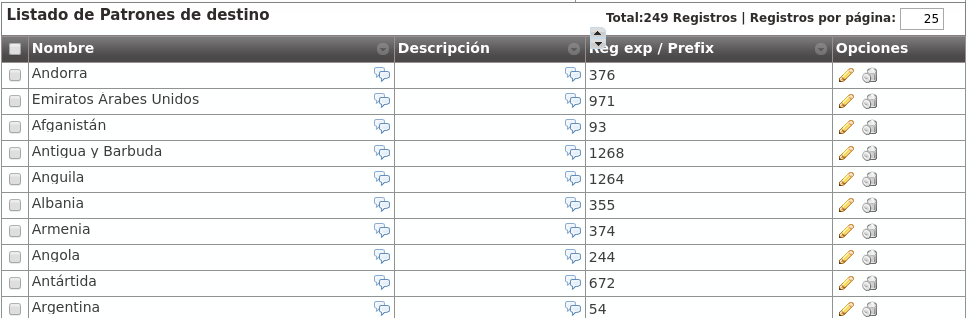 Listado de Patrones de destino
Total:249 Registros | Registros por página: 25
Nombre Descripción Reg exp / Prefix Opciones
Andorra 376
Emiratos Árabes Unidos 971
Afganistán 93
Antigua y Barbuda 1268
Anguila 1264
Albania 355
Armenia 374
Angola 244
Antártida 672
Argentina 54